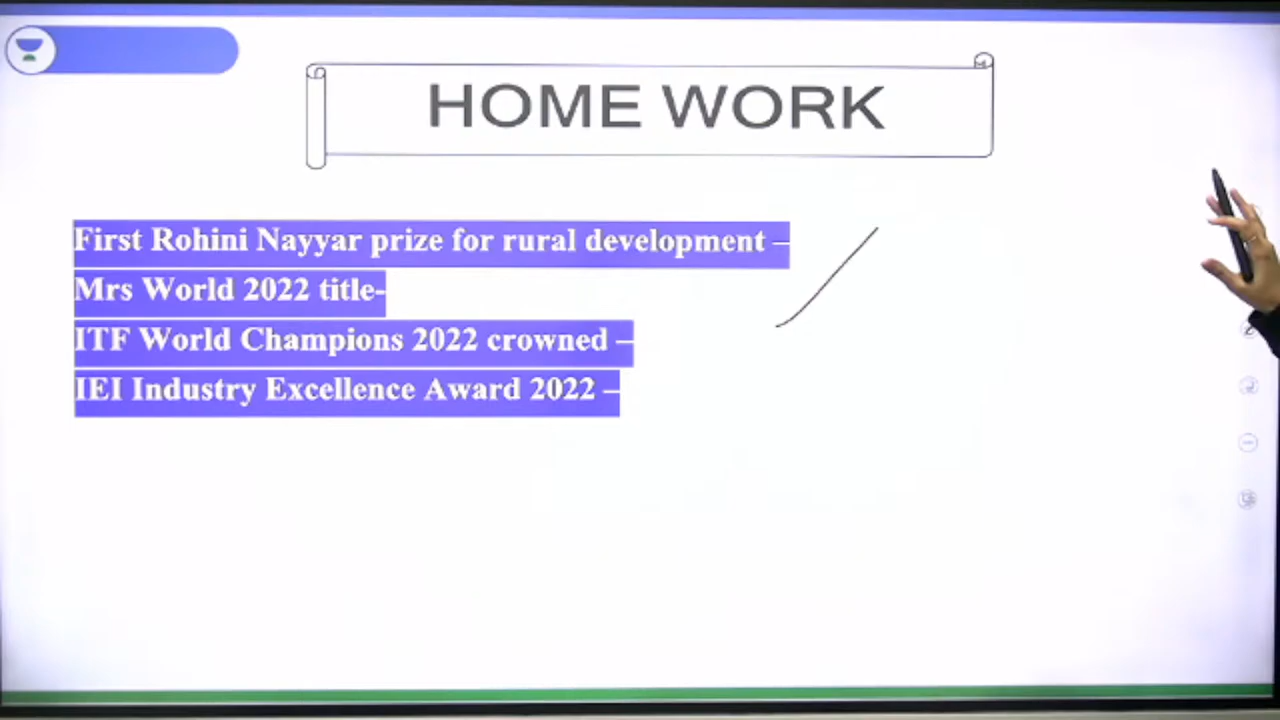 HOME WORK
First Rohini Nayyar prize for rural development –
Mrs World 2022 title-
ITF World Champions 2022 crowned –
IEI Industry Excellence Award 2022 –